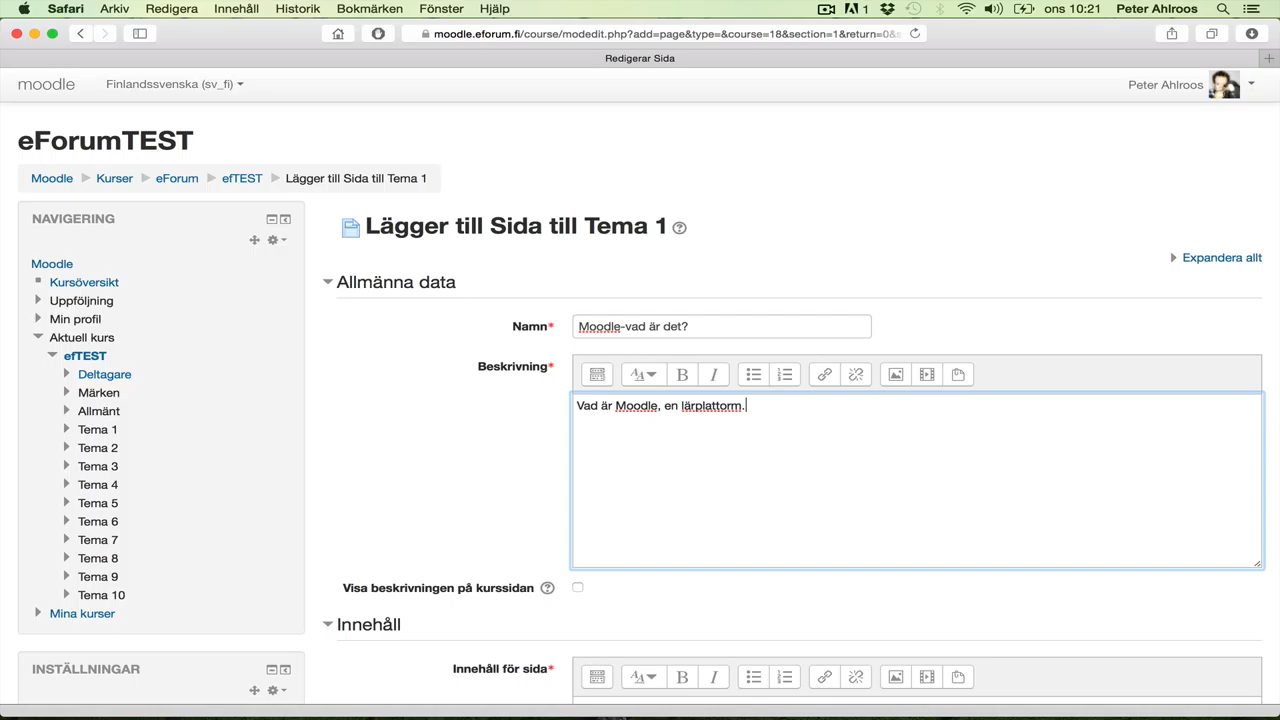 Safari Arkiv Redigera Innehåll Historik Bokmärken Fönster Hjälp 1 ons 10:21 Peter Ahlroos
moodle.eforum.fi/course/modedit.php?add=page&type=&course=18&section=1&return=0&s
Redigerar Sida
moodle Finlandssvenska (sv_fi) Peter Ahlroos
eForumTEST
Moodle Kurser eForum efTEST Lägger till Sida till Tema 1
NAVIGERING
Moodle
Kursöversikt
Uppföljning
Min profil
Aktuell kurs
efTEST
Deltagare
Märken
Allmänt
Tema 1
Tema 2
Tema 3
Tema 4
Tema 5
Tema 6
Tema 7
Tema 8
Tema 9
Tema 10
Mina kurser
INSTÄLLNINGAR
Lägger till Sida till Tema 1
Expandera allt
Allmänna data
Namn* Moodle-vad är det?
Beskrivning*
Vad är Moodle, en lärplattorm.
Visa beskrivningen på kurssidan
Innehåll
Innehåll för sida*